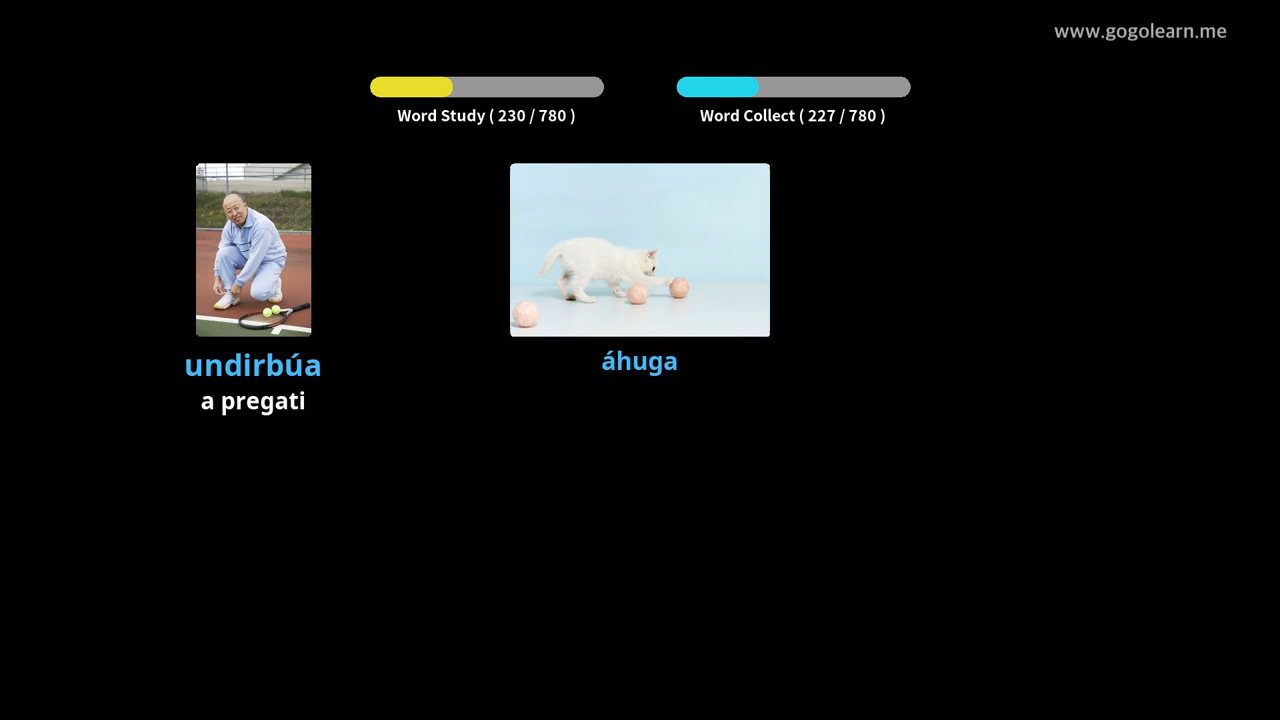 www.gogolearn.me
Word Study ( 230 / 780 )
Word Collect ( 227 / 780 )
undirbúa
a pregati
áhuga